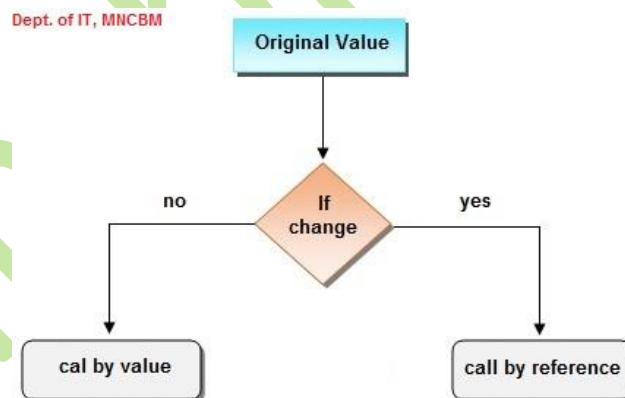 Dept. of IT, MNCBM
Original Value
If
change
no
yes
cal by value
call by reference